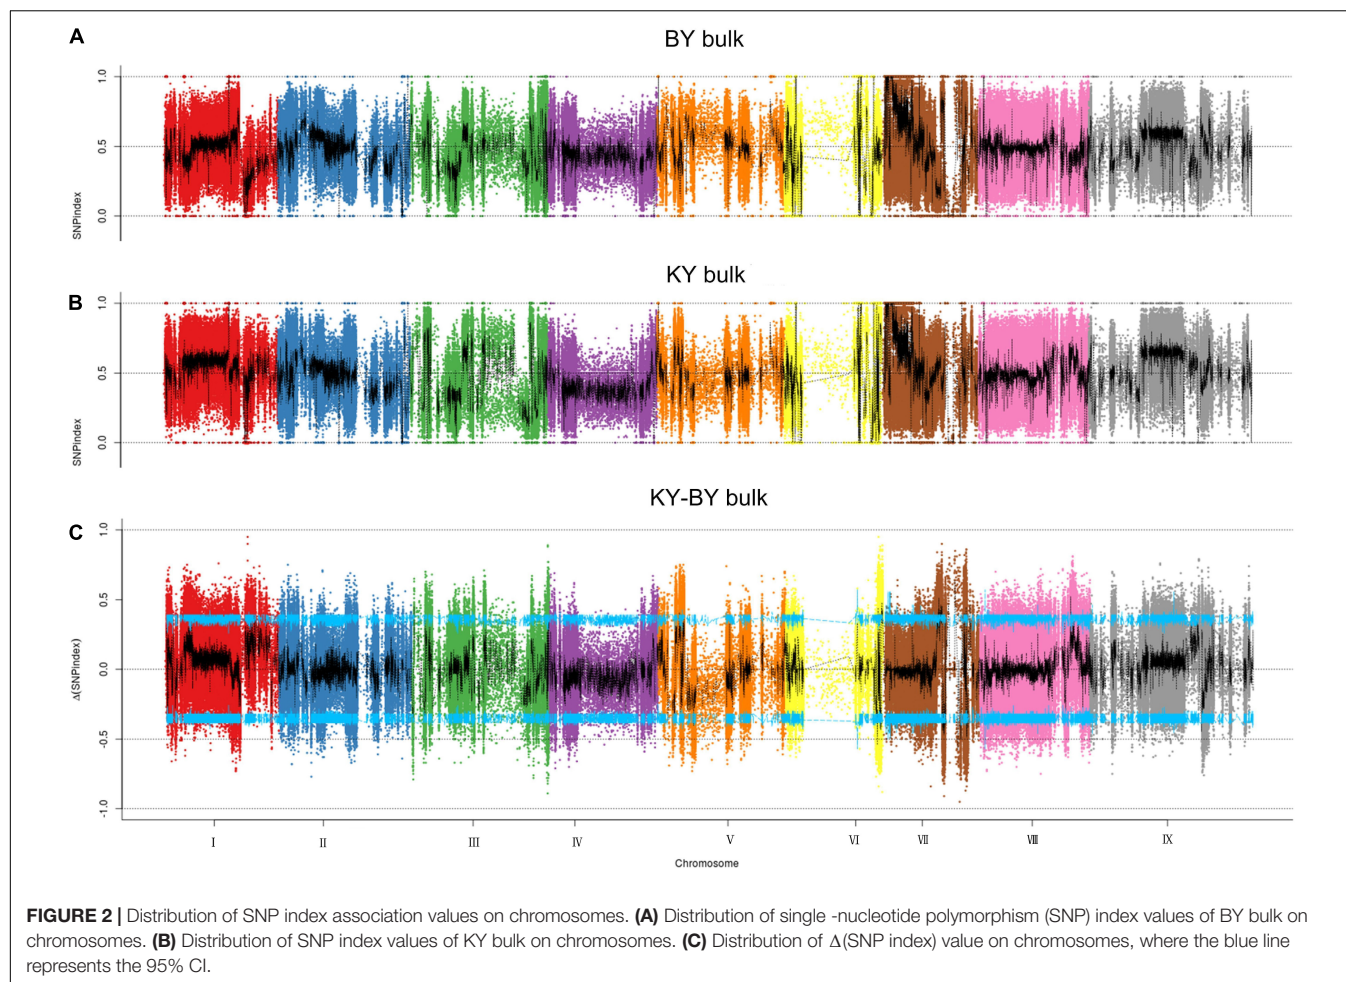 A
BY bulk
1.0
0.5
0.0
SNPindex
KY bulk
B
1.0
0.5
0.0
SNPindex
KY-BY bulk
C
1.0
0.5
0.0
-0.5
-1.0
Δ(SNPindex)
I II III IV V VI VII VIII IX
Chromosome
FIGURE 2 | Distribution of SNP index association values on chromosomes. (A) Distribution of single -nucleotide polymorphism (SNP) index values of BY bulk on
chromosomes. (B) Distribution of SNP index values of KY bulk on chromosomes. (C) Distribution of Δ(SNP index) value on chromosomes, where the blue line
represents the 95% CI.